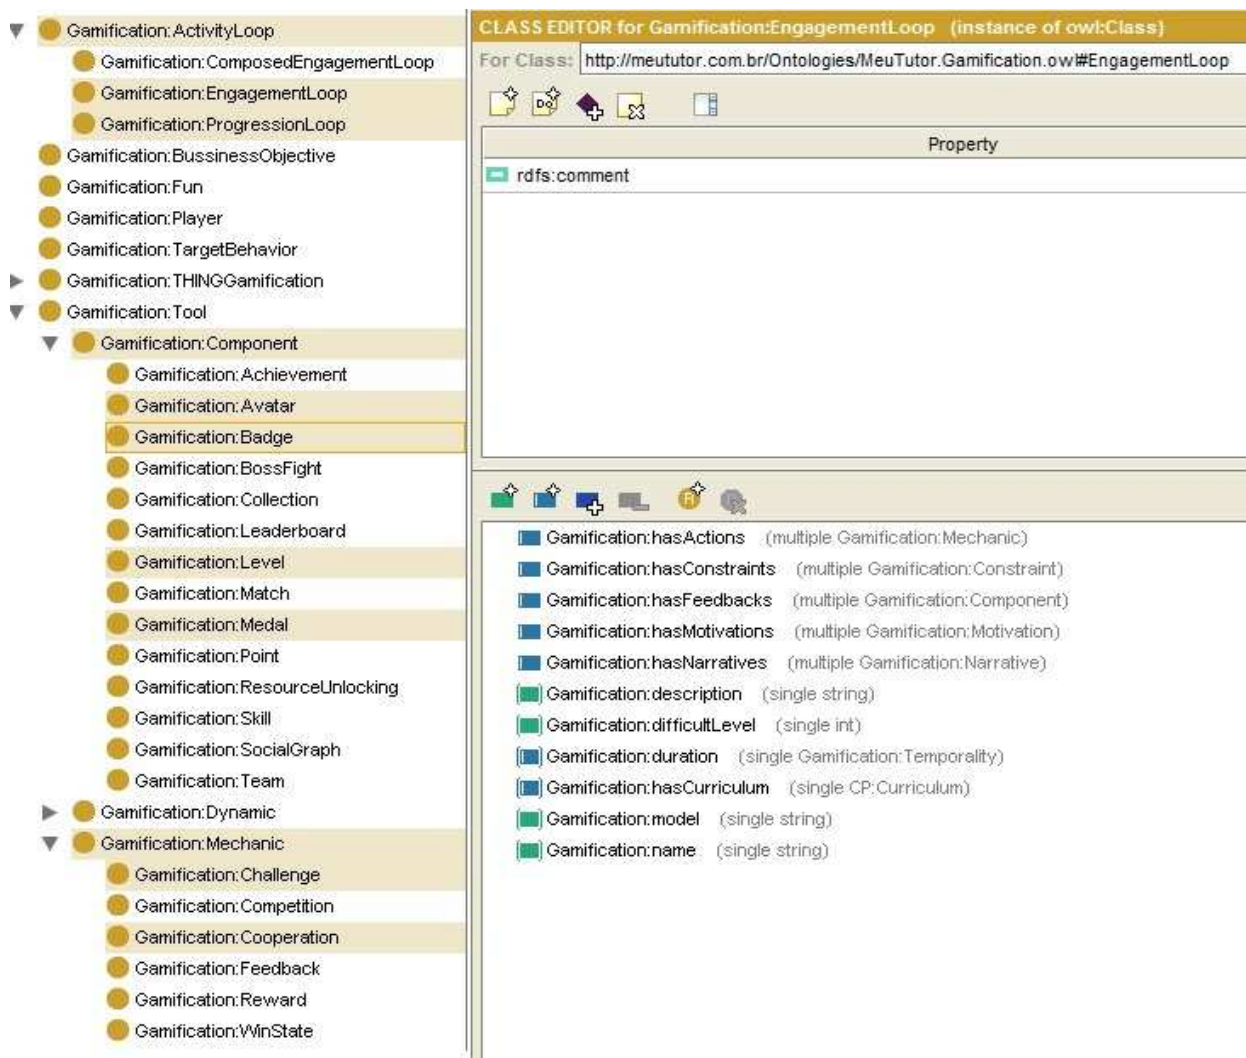 Gamification:ActivityLoop
Gamification:ComposedEngagementLoop
Gamification:EngagementLoop
Gamification:ProgressionLoop
Gamification:BussinessObjective
Gamification:Fun
Gamification:Player
Gamification:TargetBehavior
Gamification:THINGGamification
Gamification:Tool
Gamification:Component
Gamification:Achievement
Gamification:Avatar
Gamification:Badge
Gamification:BossFight
Gamification:Collection
Gamification:Leaderboard
Gamification:Level
Gamification:Match
Gamification:Medal
Gamification:Point
Gamification:ResourceUnlocking
Gamification:Skill
Gamification:SocialGraph
Gamification:Team
Gamification:Dynamic
Gamification:Mechanic
Gamification:Challenge
Gamification:Competition
Gamification:Cooperation
Gamification:Feedback
Gamification:Reward
Gamification:WinState
CLASS EDITOR for Gamification:EngagementLoop (instance of owl:Class)
For Class: http://meututor.com.br/Ontologies/MeuTutor.Gamification.owl#EngagementLoop
Property
rdfs:comment
Gamification:hasActions (multiple Gamification:Mechanic)
Gamification:hasConstraints (multiple Gamification:Constraint)
Gamification:hasFeedbacks (multiple Gamification:Component)
Gamification:hasMotivations (multiple Gamification:Motivation)
Gamification:hasNarratives (multiple Gamification:Narrative)
Gamification:description (single string)
Gamification:difficultLevel (single int)
Gamification:duration (single Gamification:Temporality)
Gamification:hasCurriculum (single CP:Curriculum)
Gamification:model (single string)
Gamification:name (single string)